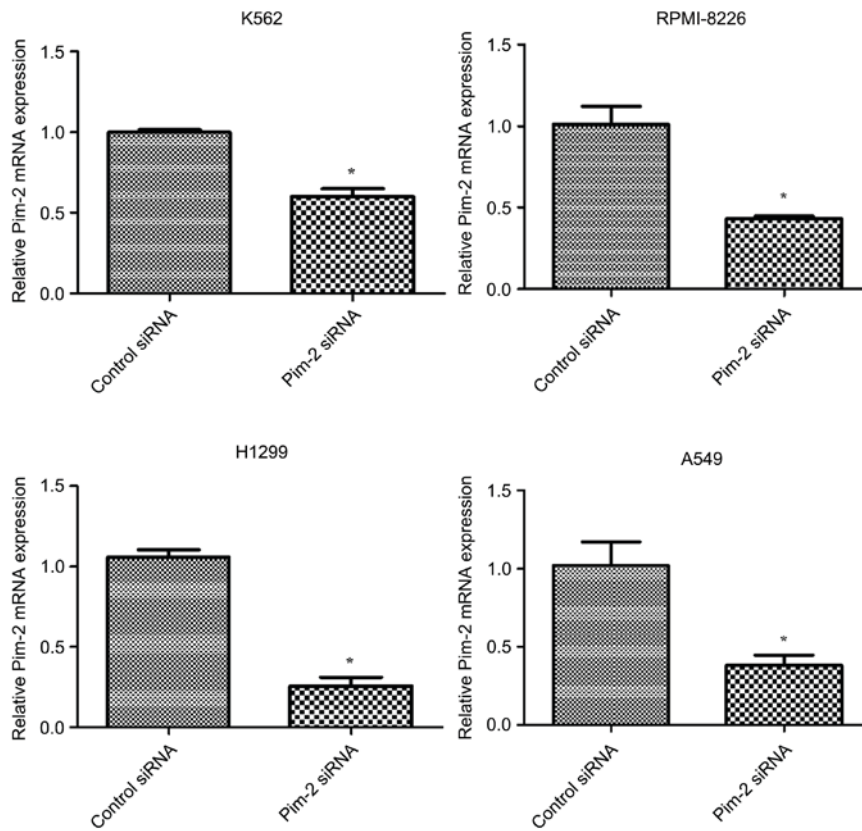 K562
Relative Pim-2 mRNA expression
1.5
1.0
0.5
0.0
*
Control siRNA
Pim-2 siRNA
RPMI-8226
Relative Pim-2 mRNA expression
1.5
1.0
0.5
0.0
*
Control siRNA
Pim-2 siRNA
H1299
Relative Pim-2 mRNA expression
1.5
1.0
0.5
0.0
*
Control siRNA
Pim-2 siRNA
A549
Relative Pim-2 mRNA expression
1.5
1.0
0.5
0.0
*
Control siRNA
Pim-2 siRNA